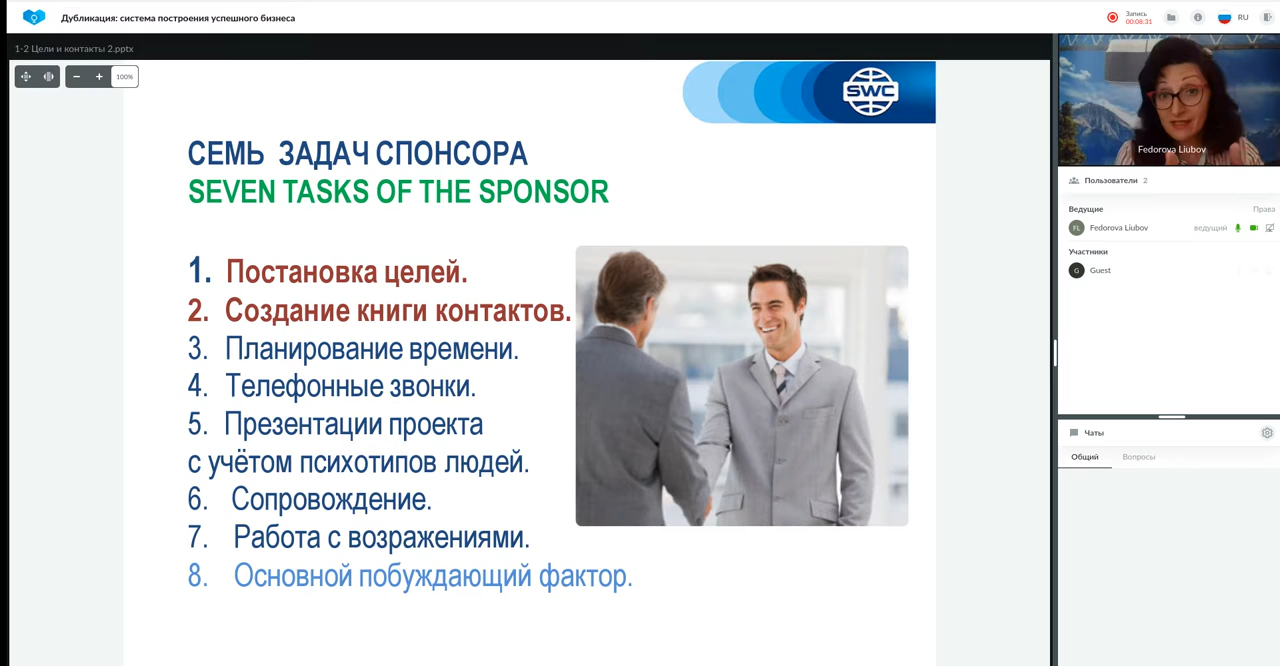 Дубликация: система построения успешного бизнеса
Запись
00:08:31
RU
1-2 Цели и контакты 2.pptx
100%
SWC
СЕМЬ ЗАДАЧ СПОНСОРА
SEVEN TASKS OF THE SPONSOR
1. Постановка целей.
2. Создание книги контактов.
3. Планирование времени.
4. Телефонные звонки.
5. Презентации проекта
с учётом психотипов людей.
6. Сопровождение.
7. Работа с возражениями.
8. Основной побуждающий фактор.
Fedorova Liubov
Пользователи 2
Ведущие Права
FL Fedorova Liubov ведущий
Участники
G Guest
Чаты
Общий Вопросы